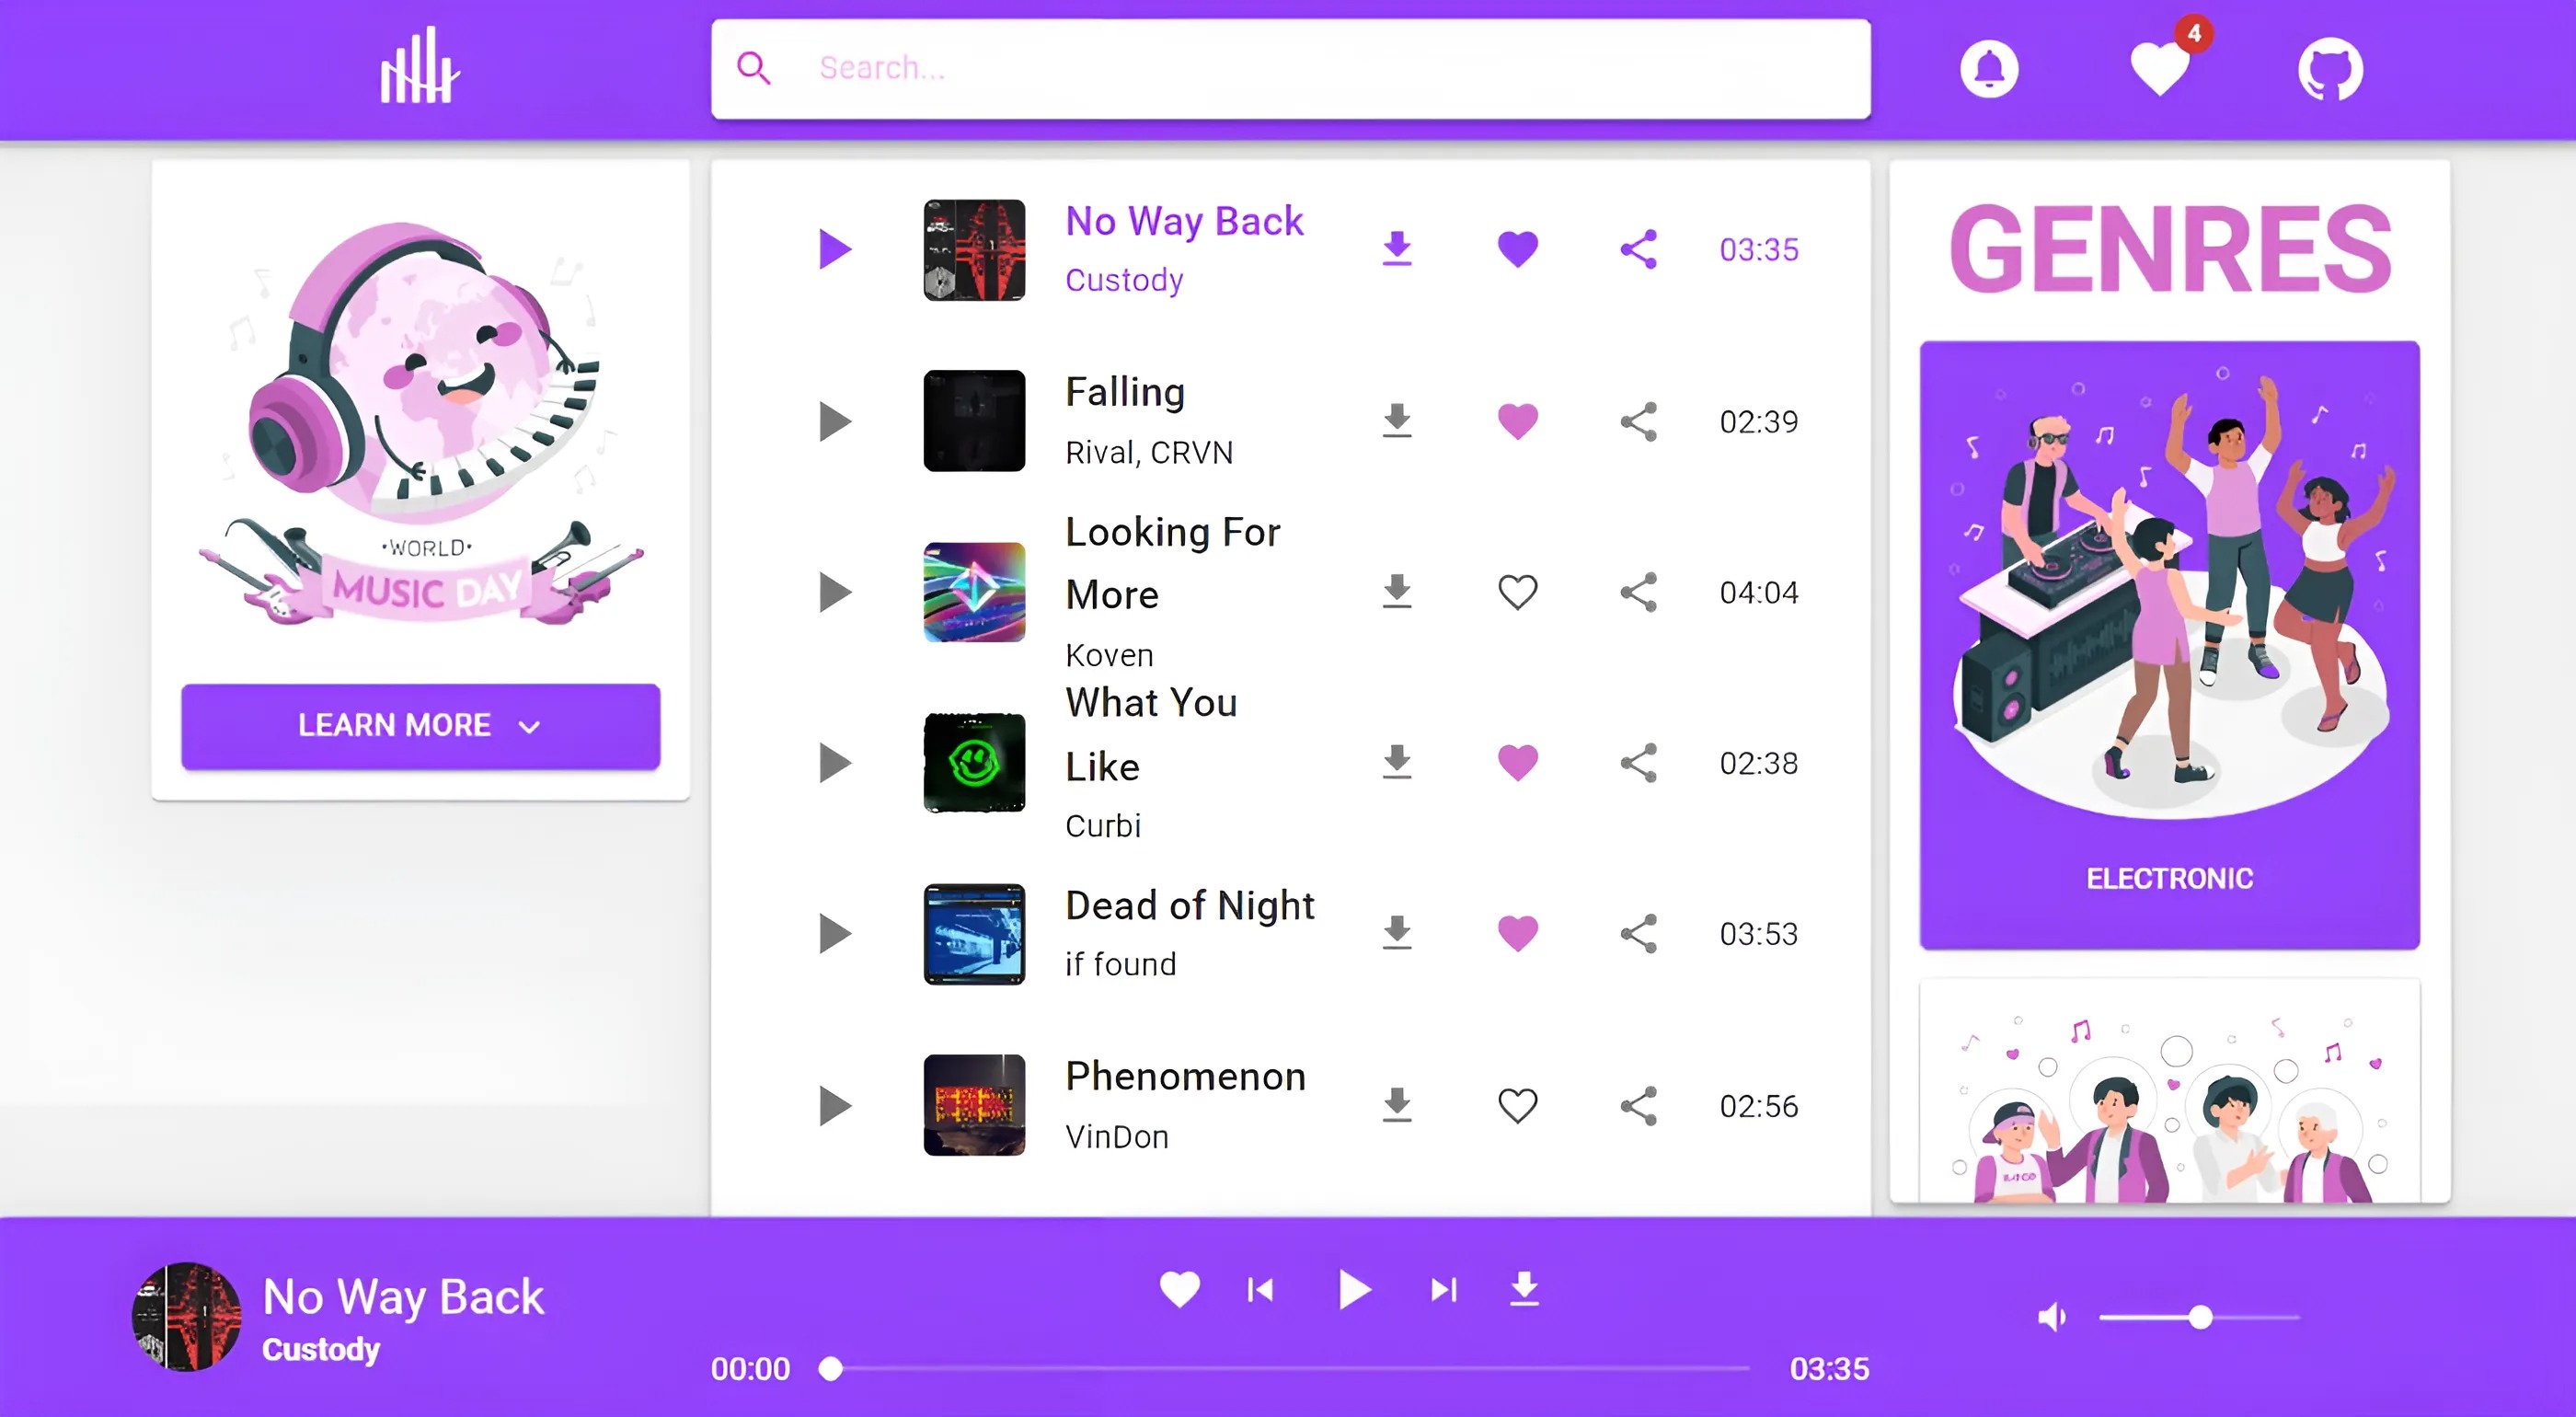 Search...
4
·WORLD·
MUSIC DAY
LEARN MORE
No Way Back
Custody
03:35
Falling
Rival, CRVN
02:39
Looking For
More
Koven
04:04
What You
Like
Curbi
02:38
Dead of Night
if found
03:53
Phenomenon
VinDon
02:56
GENRES
ELECTRONIC
No Way Back
Custody
00:00
03:35